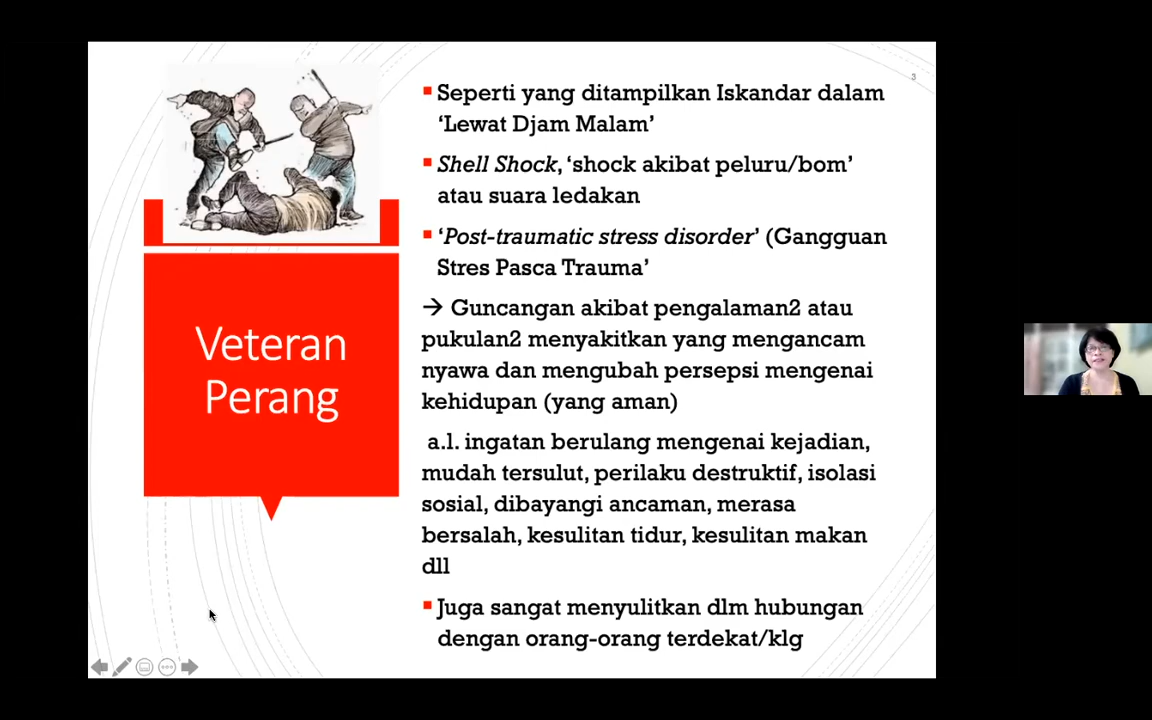 3
Veteran
Perang
Seperti yang ditampilkan Iskandar dalam
‘Lewat Djam Malam’
Shell Shock, ‘shock akibat peluru/bom’
atau suara ledakan
‘Post-traumatic stress disorder’ (Gangguan
Stres Pasca Trauma’
→ Guncangan akibat pengalaman2 atau
pukulan2 menyakitkan yang mengancam
nyawa dan mengubah persepsi mengenai
kehidupan (yang aman)
a.l. ingatan berulang mengenai kejadian,
mudah tersulut, perilaku destruktif, isolasi
sosial, dibayangi ancaman, merasa
bersalah, kesulitan tidur, kesulitan makan
dll
Juga sangat menyulitkan dlm hubungan
dengan orang-orang terdekat/klg